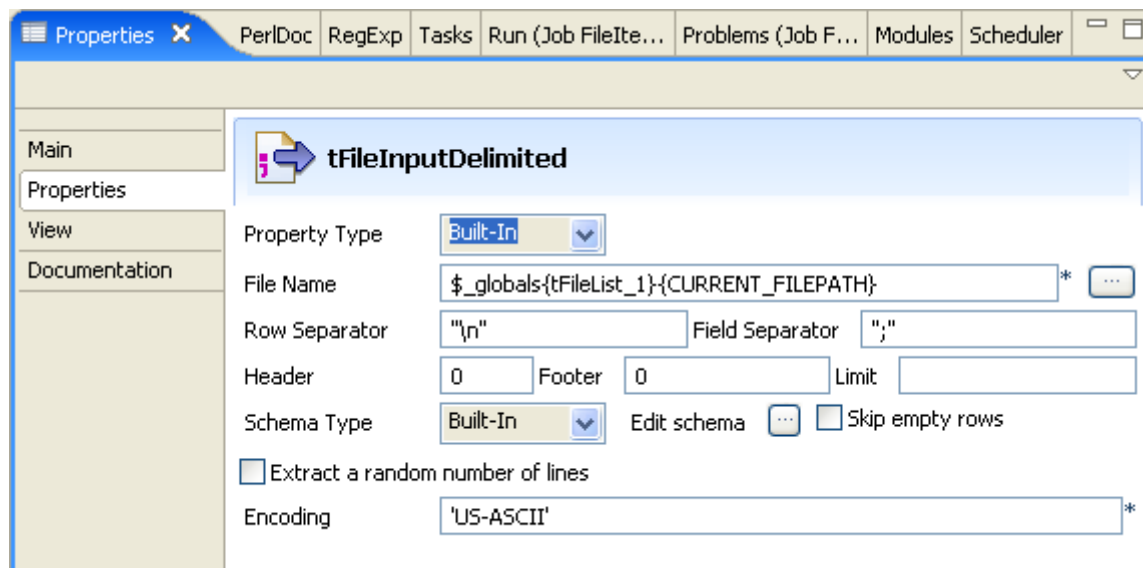 Properties PerlDoc RegExp Tasks Run (Job FileIte... Problems (Job F... Modules Scheduler
Main
Properties
View
Documentation
tFileInputDelimited
Property Type Built-In
File Name $_globals{tFileList_1}{CURRENT_FILEPATH} * ...
Row Separator "\n" Field Separator ";"
Header 0 Footer 0 Limit
Schema Type Built-In Edit schema ... Skip empty rows
Extract a random number of lines
Encoding 'US-ASCII' *